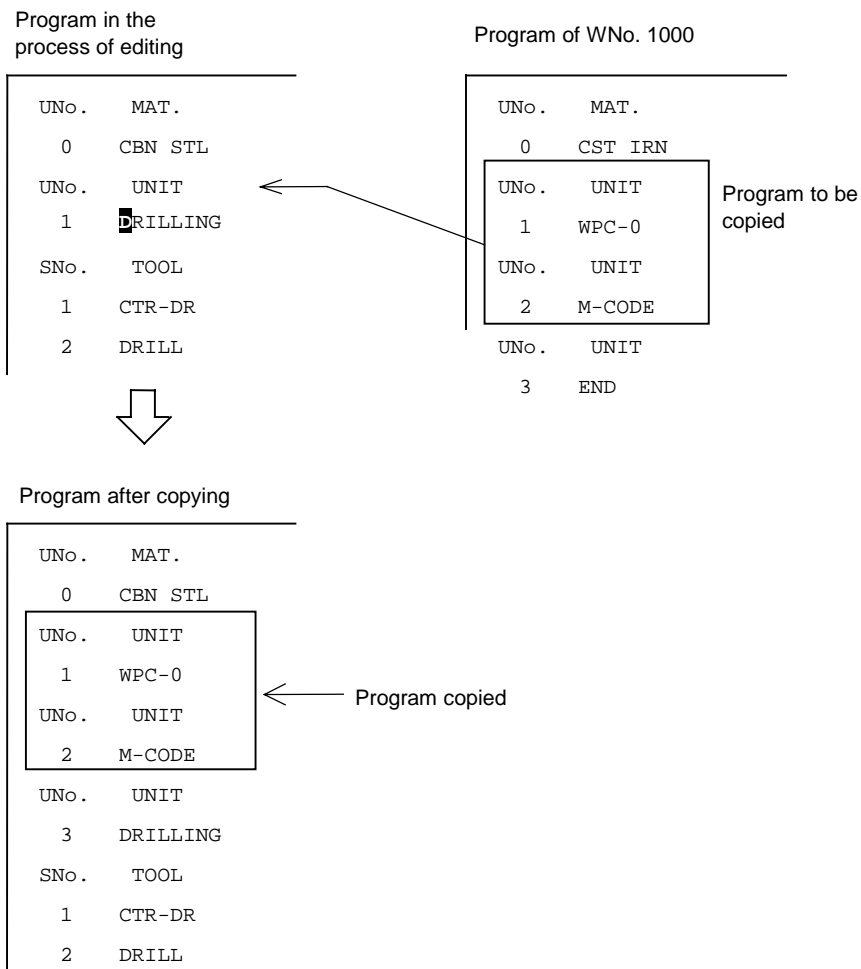 Program in the
process of editing
UNo. MAT.
0 CBN STL
UNo. UNIT
1 DRILLING
SNo. TOOL
1 CTR-DR
2 DRILL
Program of WNo. 1000
UNo. MAT.
0 CST IRN
UNo. UNIT
1 WPC-0
UNo. UNIT
2 M-CODE
UNo. UNIT
3 END
Program to be
copied
Program after copying
UNo. MAT.
0 CBN STL
UNo. UNIT
1 WPC-0
UNo. UNIT
2 M-CODE
UNo. UNIT
3 DRILLING
SNo. TOOL
1 CTR-DR
2 DRILL
Program copied